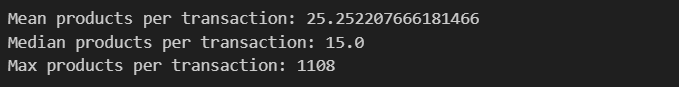 Mean products per transaction: 25.252207666181466
Median products per transaction: 15.0
Max products per transaction: 1108